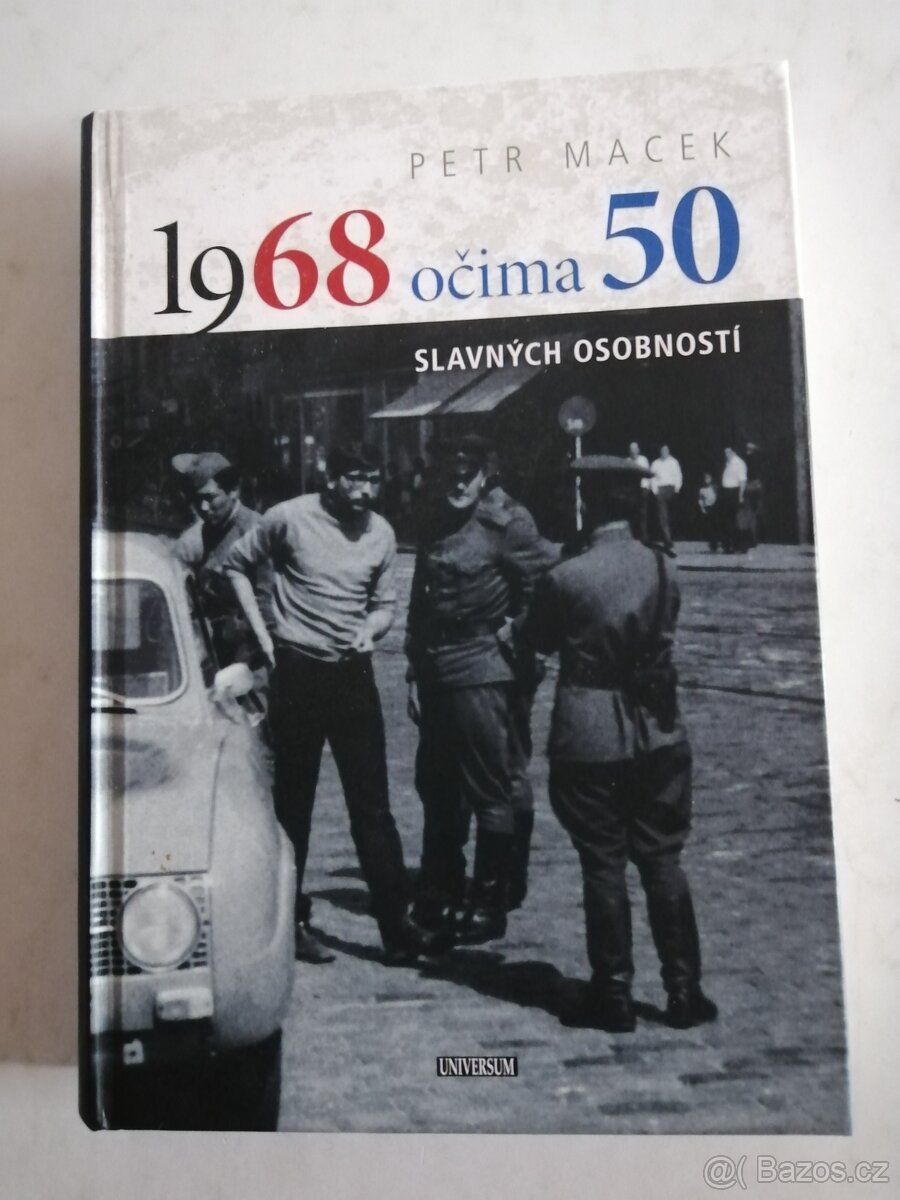 PETR MACEK
1968 očima 50
SLAVNÝCH OSOBNOSTÍ
UNIVERSUM
@( Bazos.cz